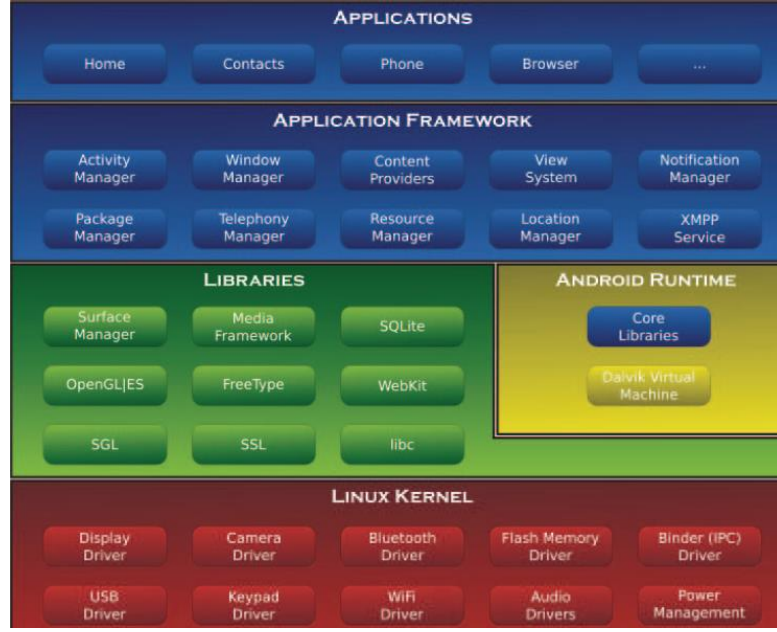 APPLICATIONS
Home
Contacts
Phone
Browser
...
APPLICATION FRAMEWORK
Activity
Manager
Window
Manager
Content
Providers
View
System
Notification
Manager
Package
Manager
Telephony
Manager
Resource
Manager
Location
Manager
XMPP
Service
LIBRARIES
Surface
Manager
Media
Framework
SQLite
OpenGL|ES
FreeType
WebKit
SGL
SSL
libc
ANDROID RUNTIME
Core
Libraries
Dalvik Virtual
Machine
LINUX KERNEL
Display
Driver
Camera
Driver
Bluetooth
Driver
Flash Memory
Driver
Binder (IPC)
Driver
USB
Driver
Keypad
Driver
WiFi
Driver
Audio
Drivers
Power
Management